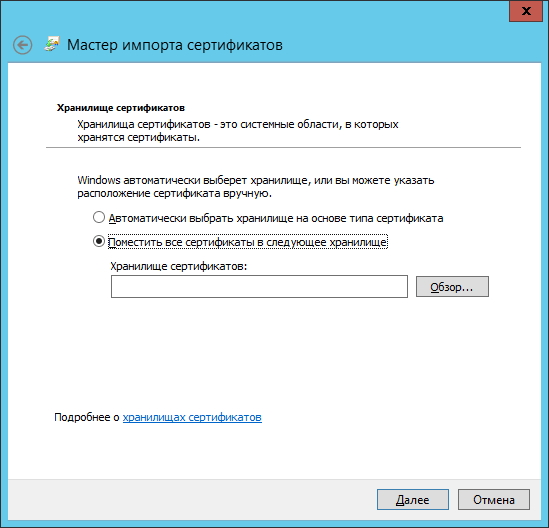 x
Мастер импорта сертификатов
Хранилище сертификатов
Хранилища сертификатов - это системные области, в которых
хранятся сертификаты.
Windows автоматически выберет хранилище, или вы можете указать
расположение сертификата вручную.
Автоматически выбрать хранилище на основе типа сертификата
Поместить все сертификаты в следующее хранилище
Хранилище сертификатов:
Обзор...
Подробнее о хранилищах сертификатов
Далее
Отмена